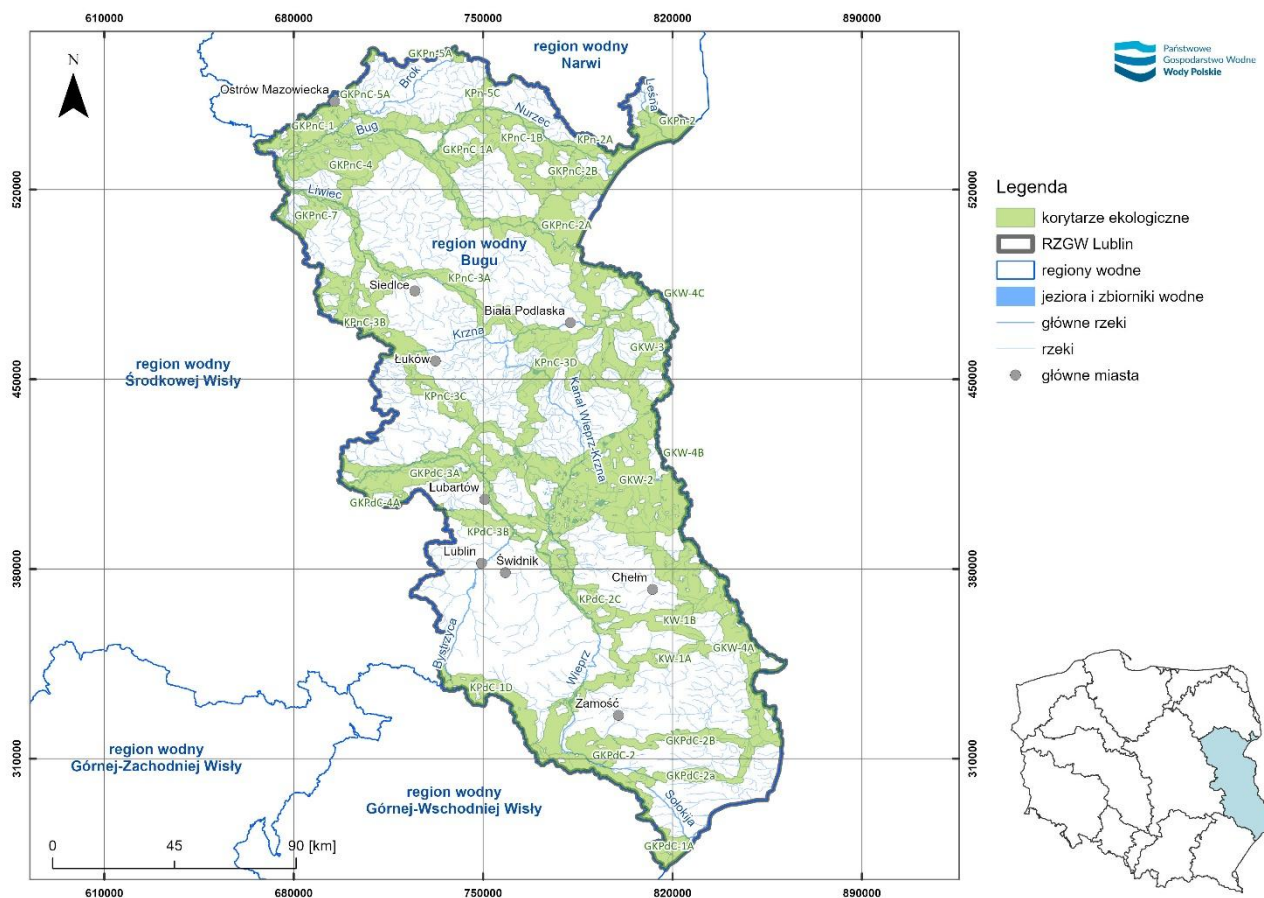 610000
680000
750000
820000
890000
region wodny
Narwi
Państwowe
Gospodarstwo Wodne
Wody Polskie
N
GKPn-5A
Brok
Leśna
Ostrów Mazowiecka
GKPnC-5A
KPn-5C
GKPnC-1
Bug
Nurzec
GKPn-2
KPnC-1B
KPn-2A
GKPnC-1A
GKPnC-4
GKPnC-2B
520000
520000
Liwiec
GKPnC-7
GKPnC-2A
region wodny
Bugu
KPnC-3A
Siedlce
GKW-4C
Biała Podlaska
KPnC-3B
Krzna
GKW-3
Łuków
KPnC-3D
region wodny
Środkowej Wisły
450000
450000
KPnC-3C
Kanał Wieprz-Krzna
GKW-4B
GKPdC-3A
GKW-2
Lubartów
GKPdC-4A
KPdC-3B
Lublin
Świdnik
380000
380000
Chełm
KPdC-2C
KW-1B
Bystrzyca
GKW-4A
KW-1A
Wieprz
KPdC-1D
Zamość
GKPdC-2B
GKPdC-2
310000
310000
region wodny
Górnej-Zachodniej Wisły
GKPdC-2a
region wodny
Górnej-Wschodniej Wisły
Sołokija
GKPdC-1A
0
45
90 [km]
610000
680000
750000
820000
890000
Legenda
korytarze ekologiczne
RZGW Lublin
regiony wodne
jeziora i zbiorniki wodne
główne rzeki
rzeki
główne miasta